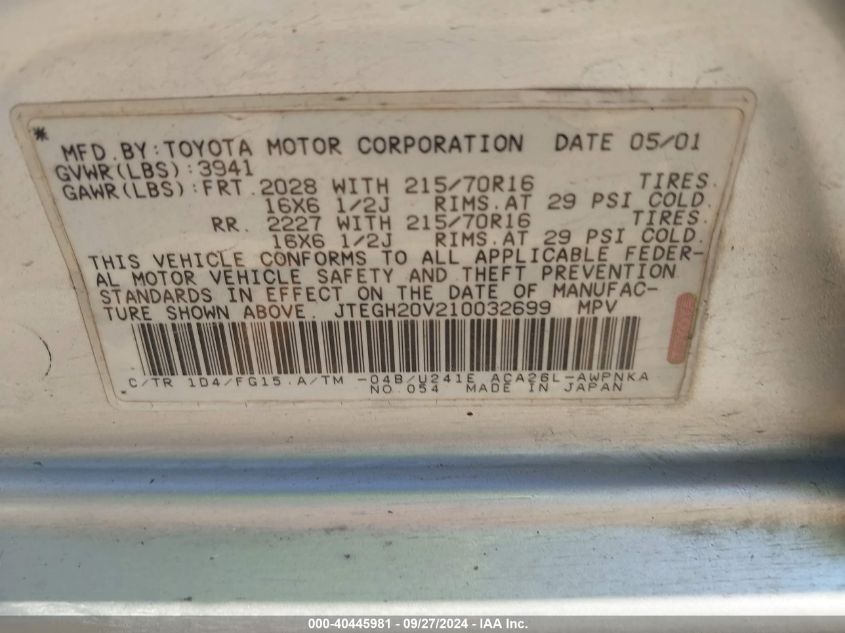 * MFD. BY: TOYOTA MOTOR CORPORATION DATE 05/01
GVWR(LBS): 3941
GAWR(LBS): FRT. 2028 WITH 215/70R16 TIRES.
16X6 1/2J RIMS. AT 29 PSI COLD.
RR. 2227 WITH 215/70R16 TIRES.
16X6 1/2J RIMS. AT 29 PSI COLD.
THIS VEHICLE CONFORMS TO ALL APPLICABLE FEDER-
AL MOTOR VEHICLE SAFETY AND THEFT PREVENTION
STANDARDS IN EFFECT ON THE DATE OF MANUFAC-
TURE SHOWN ABOVE. JTEGH20V210032699 MPV
C/TR 1D4/FG15. A/TM -04B/U241E ACA26L-AWPNKA
NO. 054 MADE IN JAPAN
000-40445981 - 09/27/2024 - IAA Inc.